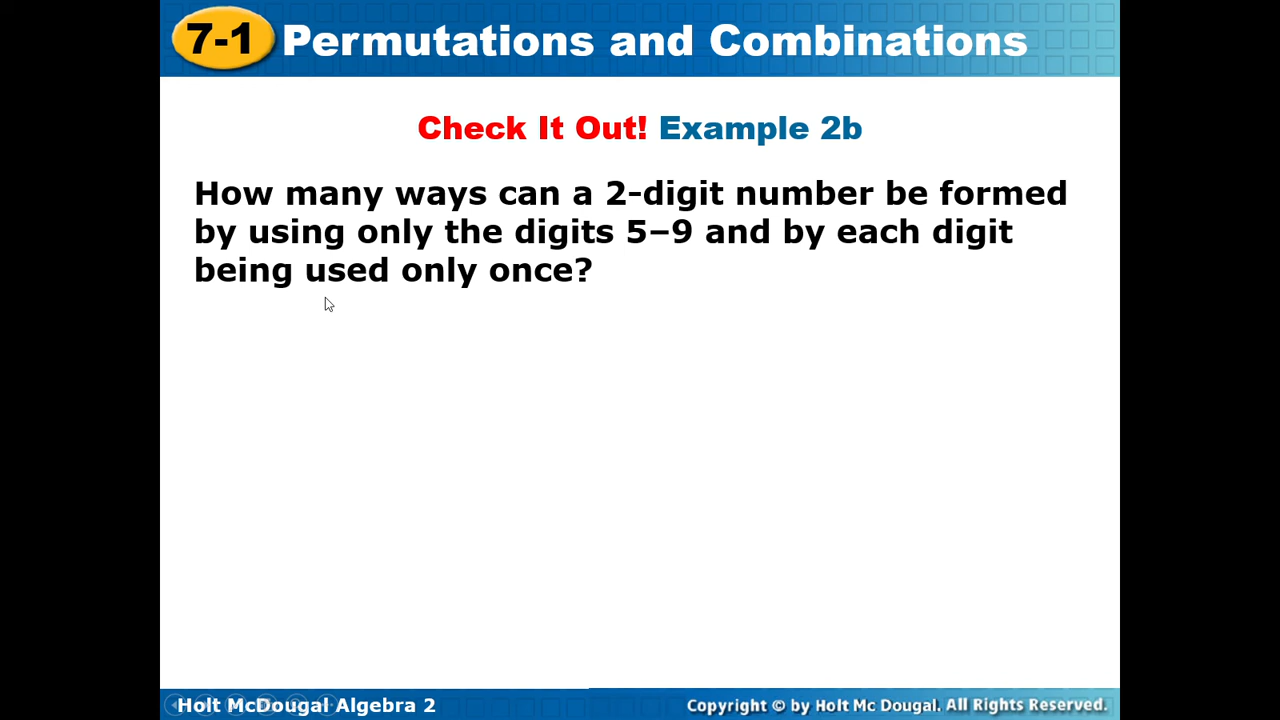 7-1 Permutations and Combinations
Check It Out! Example 2b
How many ways can a 2-digit number be formed
by using only the digits 5–9 and by each digit
being used only once?
Holt McDougal Algebra 2
Copyright © by Holt Mc Dougal. All Rights Reserved.